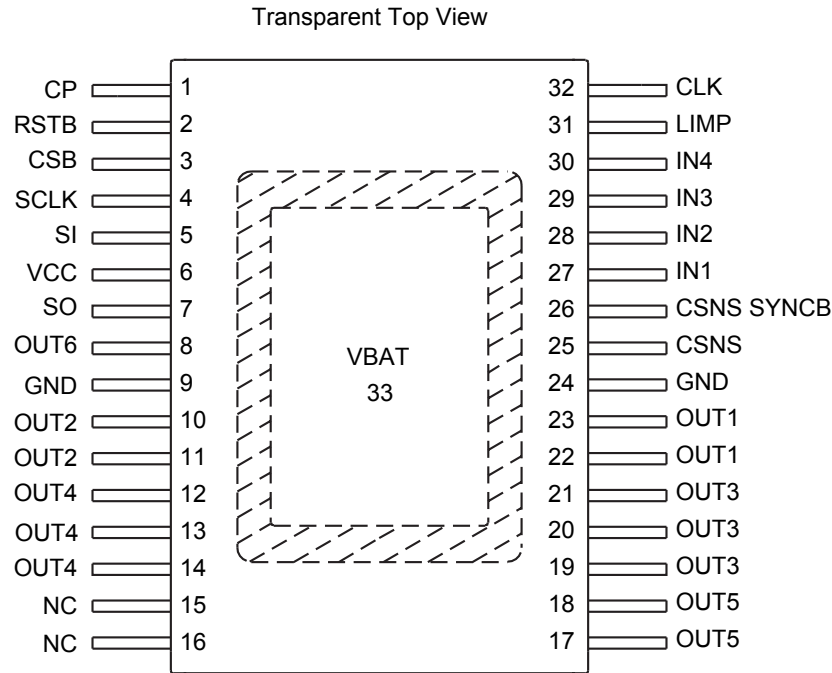 Transparent Top View
CP 1 32 CLK
RSTB 2 31 LIMP
CSB 3 30 IN4
SCLK 4 29 IN3
SI 5 28 IN2
VCC 6 27 IN1
SO 7 26 CSNS SYNCB
OUT6 8 25 CSNS
GND 9 24 GND
OUT2 10 23 OUT1
OUT2 11 22 OUT1
OUT4 12 21 OUT3
OUT4 13 20 OUT3
OUT4 14 19 OUT3
NC 15 18 OUT5
NC 16 17 OUT5
VBAT
33